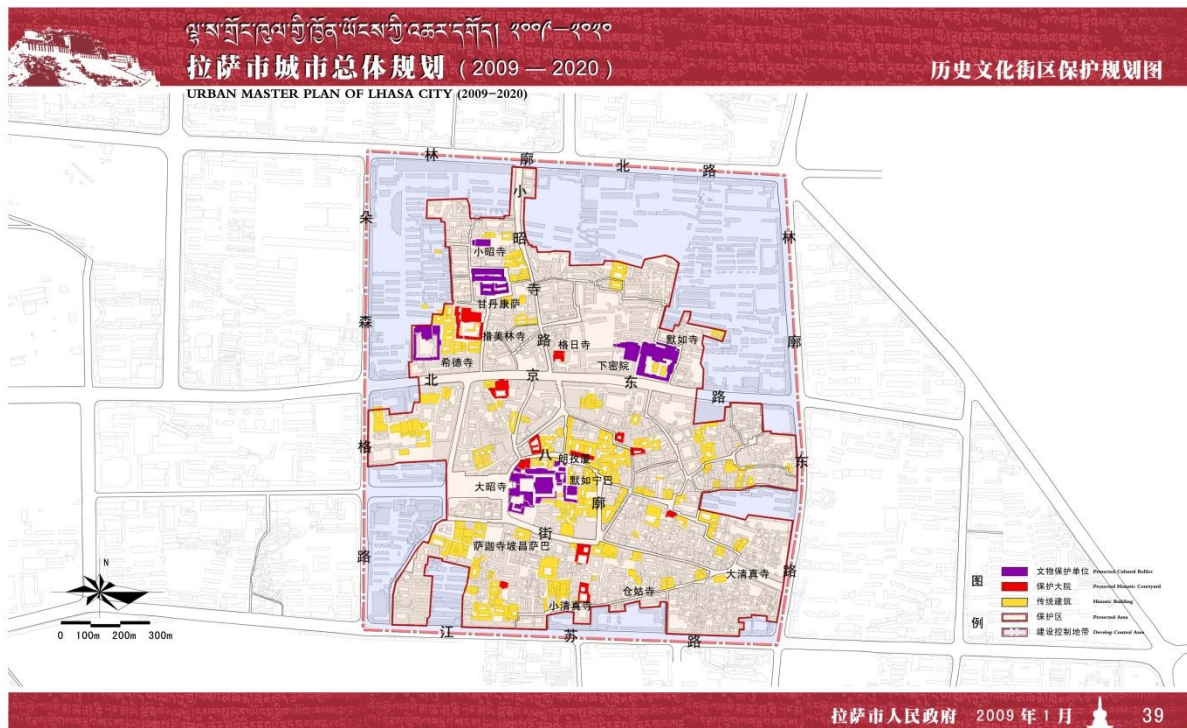 ལྷ་ས་གྲོང་ཁྱེར་གྱི་ཁྱོན་ཡོངས་ཀྱི་འཆར་དགོད། ༢༠༠༩—༢༠༢༠
拉萨市城市总体规划（2009 — 2020）
URBAN MASTER PLAN OF LHASA CITY (2009-2020)
历史文化街区保护规划图
林廓北路
小昭寺路
朵森格路
林廓东路
小昭寺
甘丹康萨
措美林寺
格日寺
默如寺
希德寺
下密院
北京东路
八廓街
朗孜厦
大昭寺
默如宁巴
萨迦寺坡昌萨巴
大清真寺
仓姑寺
小清真寺
江苏路
N
0 100m 200m 300m
图例
文物保护单位 Protected Cultural Relics
保护大院 Protected Historic Courtyard
传统建筑 Historic Building
保护区 Protected Area
建设控制地带 Develop Control Area
拉萨市人民政府 2009 年 1 月 39